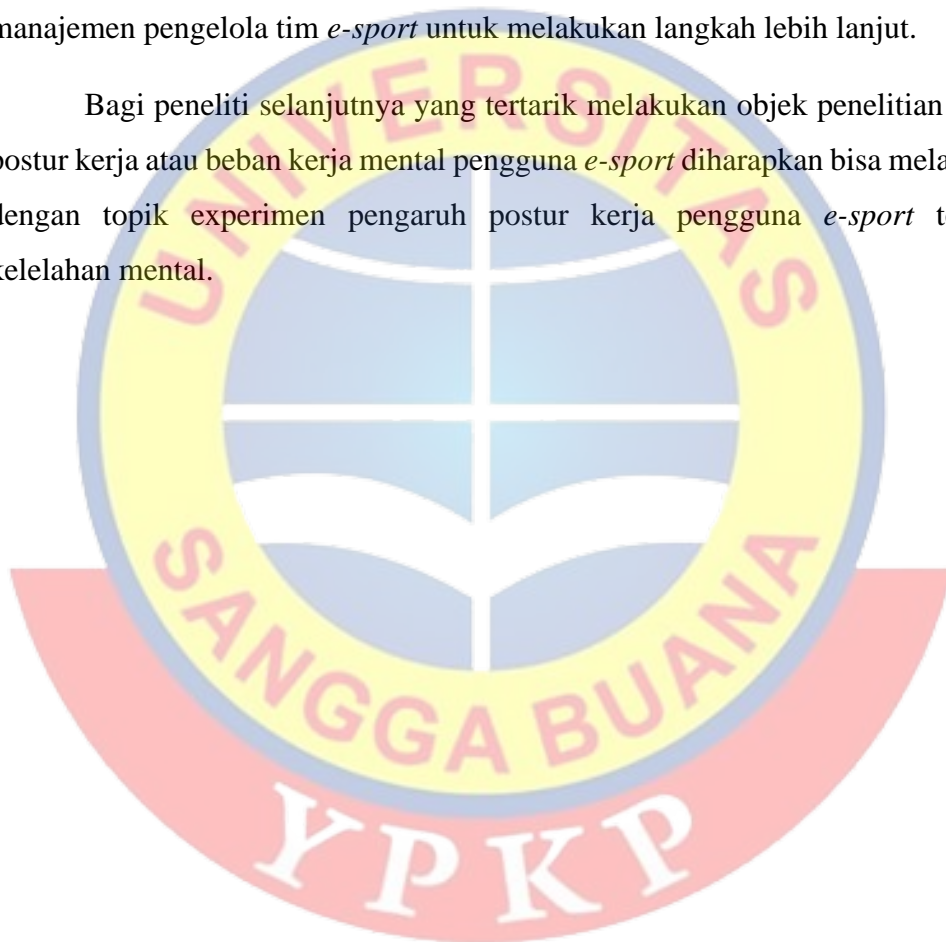 manajemen pengelola tim e-sport untuk melakukan langkah lebih lanjut.
Bagi peneliti selanjutnya yang tertarik melakukan objek penelitian
postur kerja atau beban kerja mental pengguna e-sport diharapkan bisa
dengan topik experimen pengaruh postur kerja pengguna e-sport
kelelahan mental.
UNIVERSITAS
SANGGA BUANA
YPKP